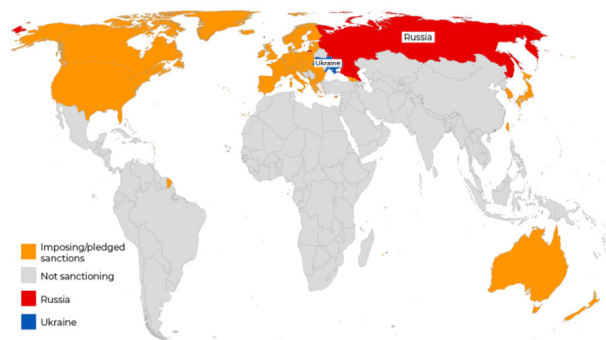 Russia
Ukraine
Imposing/pledged
sanctions
Not sanctioning
Russia
Ukraine